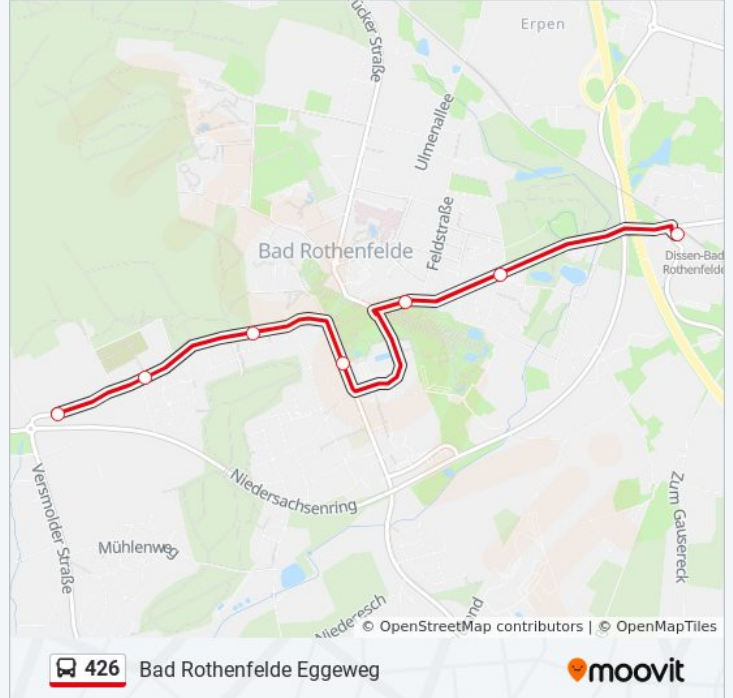 Erpen
ücker Straße
Ulmenallee
Feldstraße
Bad Rothenfelde
Dissen-Bad
Rothenfelde
Niedersachsenring
Versmolder Straße
Mühlenweg
Zum Gausereck
Niederesch
© OpenStreetMap contributors | © OpenMapTiles
426 Bad Rothenfelde Eggeweg
moovit